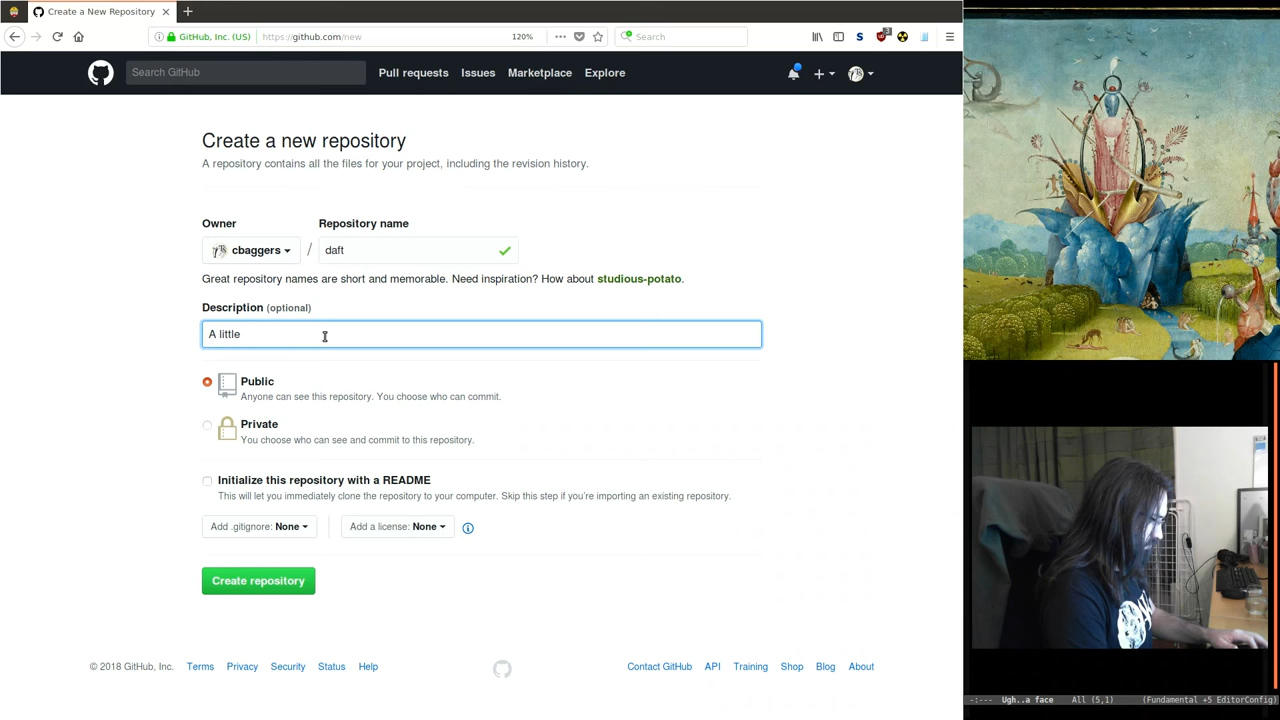 Create a New Repository
GitHub, Inc. (US)
https://github.com/new
120%
Search
3
Search GitHub
Pull requests
Issues
Marketplace
Explore
Create a new repository
A repository contains all the files for your project, including the revision history.
Owner
Repository name
cbaggers
/
daft
Great repository names are short and memorable. Need inspiration? How about studious-potato.
Description (optional)
A little
Public
Anyone can see this repository. You choose who can commit.
Private
You choose who can see and commit to this repository.
Initialize this repository with a README
This will let you immediately clone the repository to your computer. Skip this step if you’re importing an existing repository.
Add .gitignore: None
Add a license: None
Create repository
© 2018 GitHub, Inc.
Terms
Privacy
Security
Status
Help
Contact GitHub
API
Training
Shop
Blog
About
-:--- Ugh..a face All (5,1) (Fundamental +5 EditorConfig)